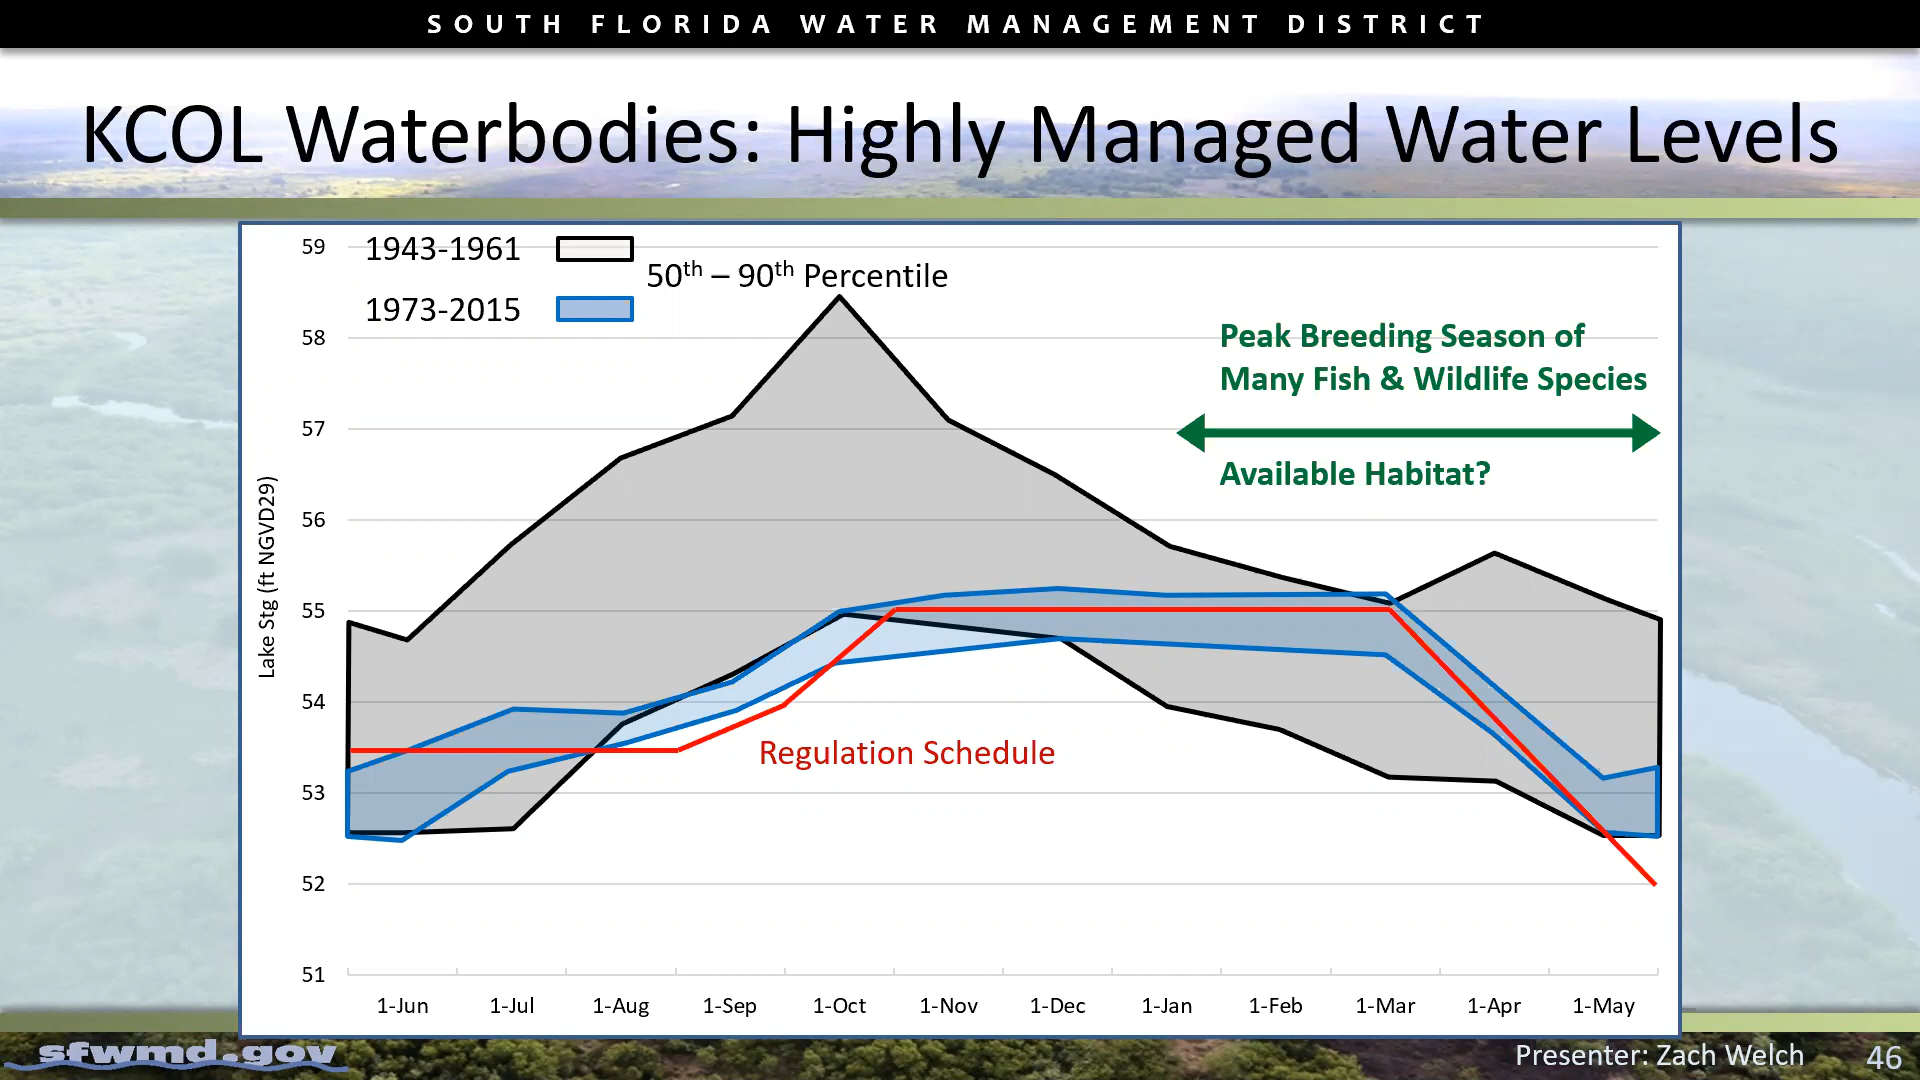 SOUTH FLORIDA WATER MANAGEMENT DISTRICT
KCOL Waterbodies: Highly Managed Water Levels
1943-1961
50th – 90th Percentile
1973-2015
Peak Breeding Season of
Many Fish & Wildlife Species
Available Habitat?
Regulation Schedule
Lake Stg (ft NGVD29)
59
58
57
56
55
54
53
52
51
1-Jun 1-Jul 1-Aug 1-Sep 1-Oct 1-Nov 1-Dec 1-Jan 1-Feb 1-Mar 1-Apr 1-May
sfwmd.gov
Presenter: Zach Welch 46